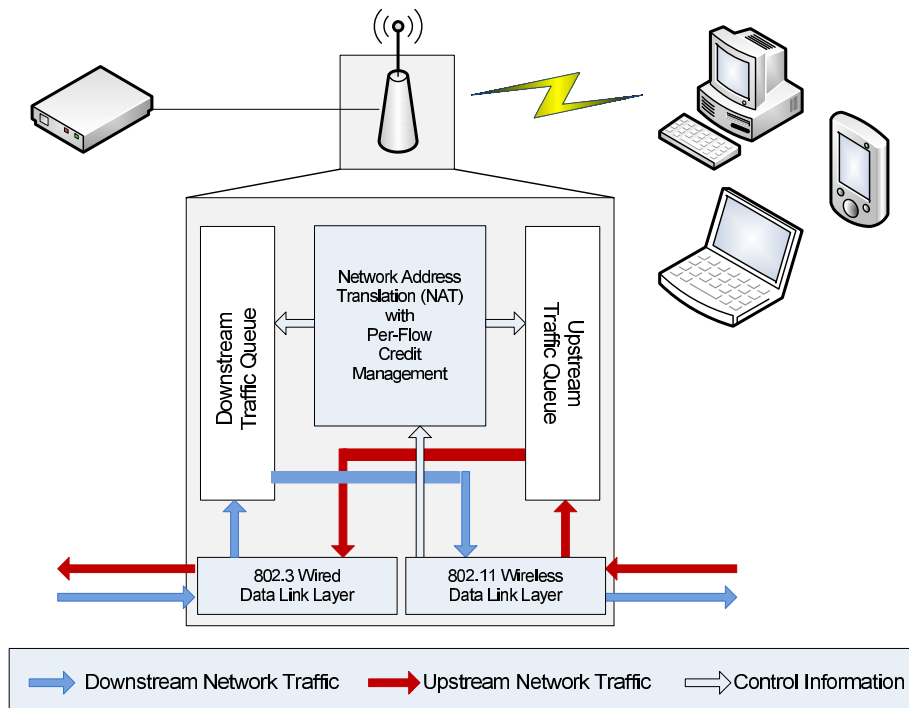 Network Address
Translation (NAT)
with
Per-Flow
Credit
Management
Downstream
Traffic Queue
Upstream
Traffic Queue
802.3 Wired
Data Link Layer
802.11 Wireless
Data Link Layer
Downstream Network Traffic
Upstream Network Traffic
Control Information